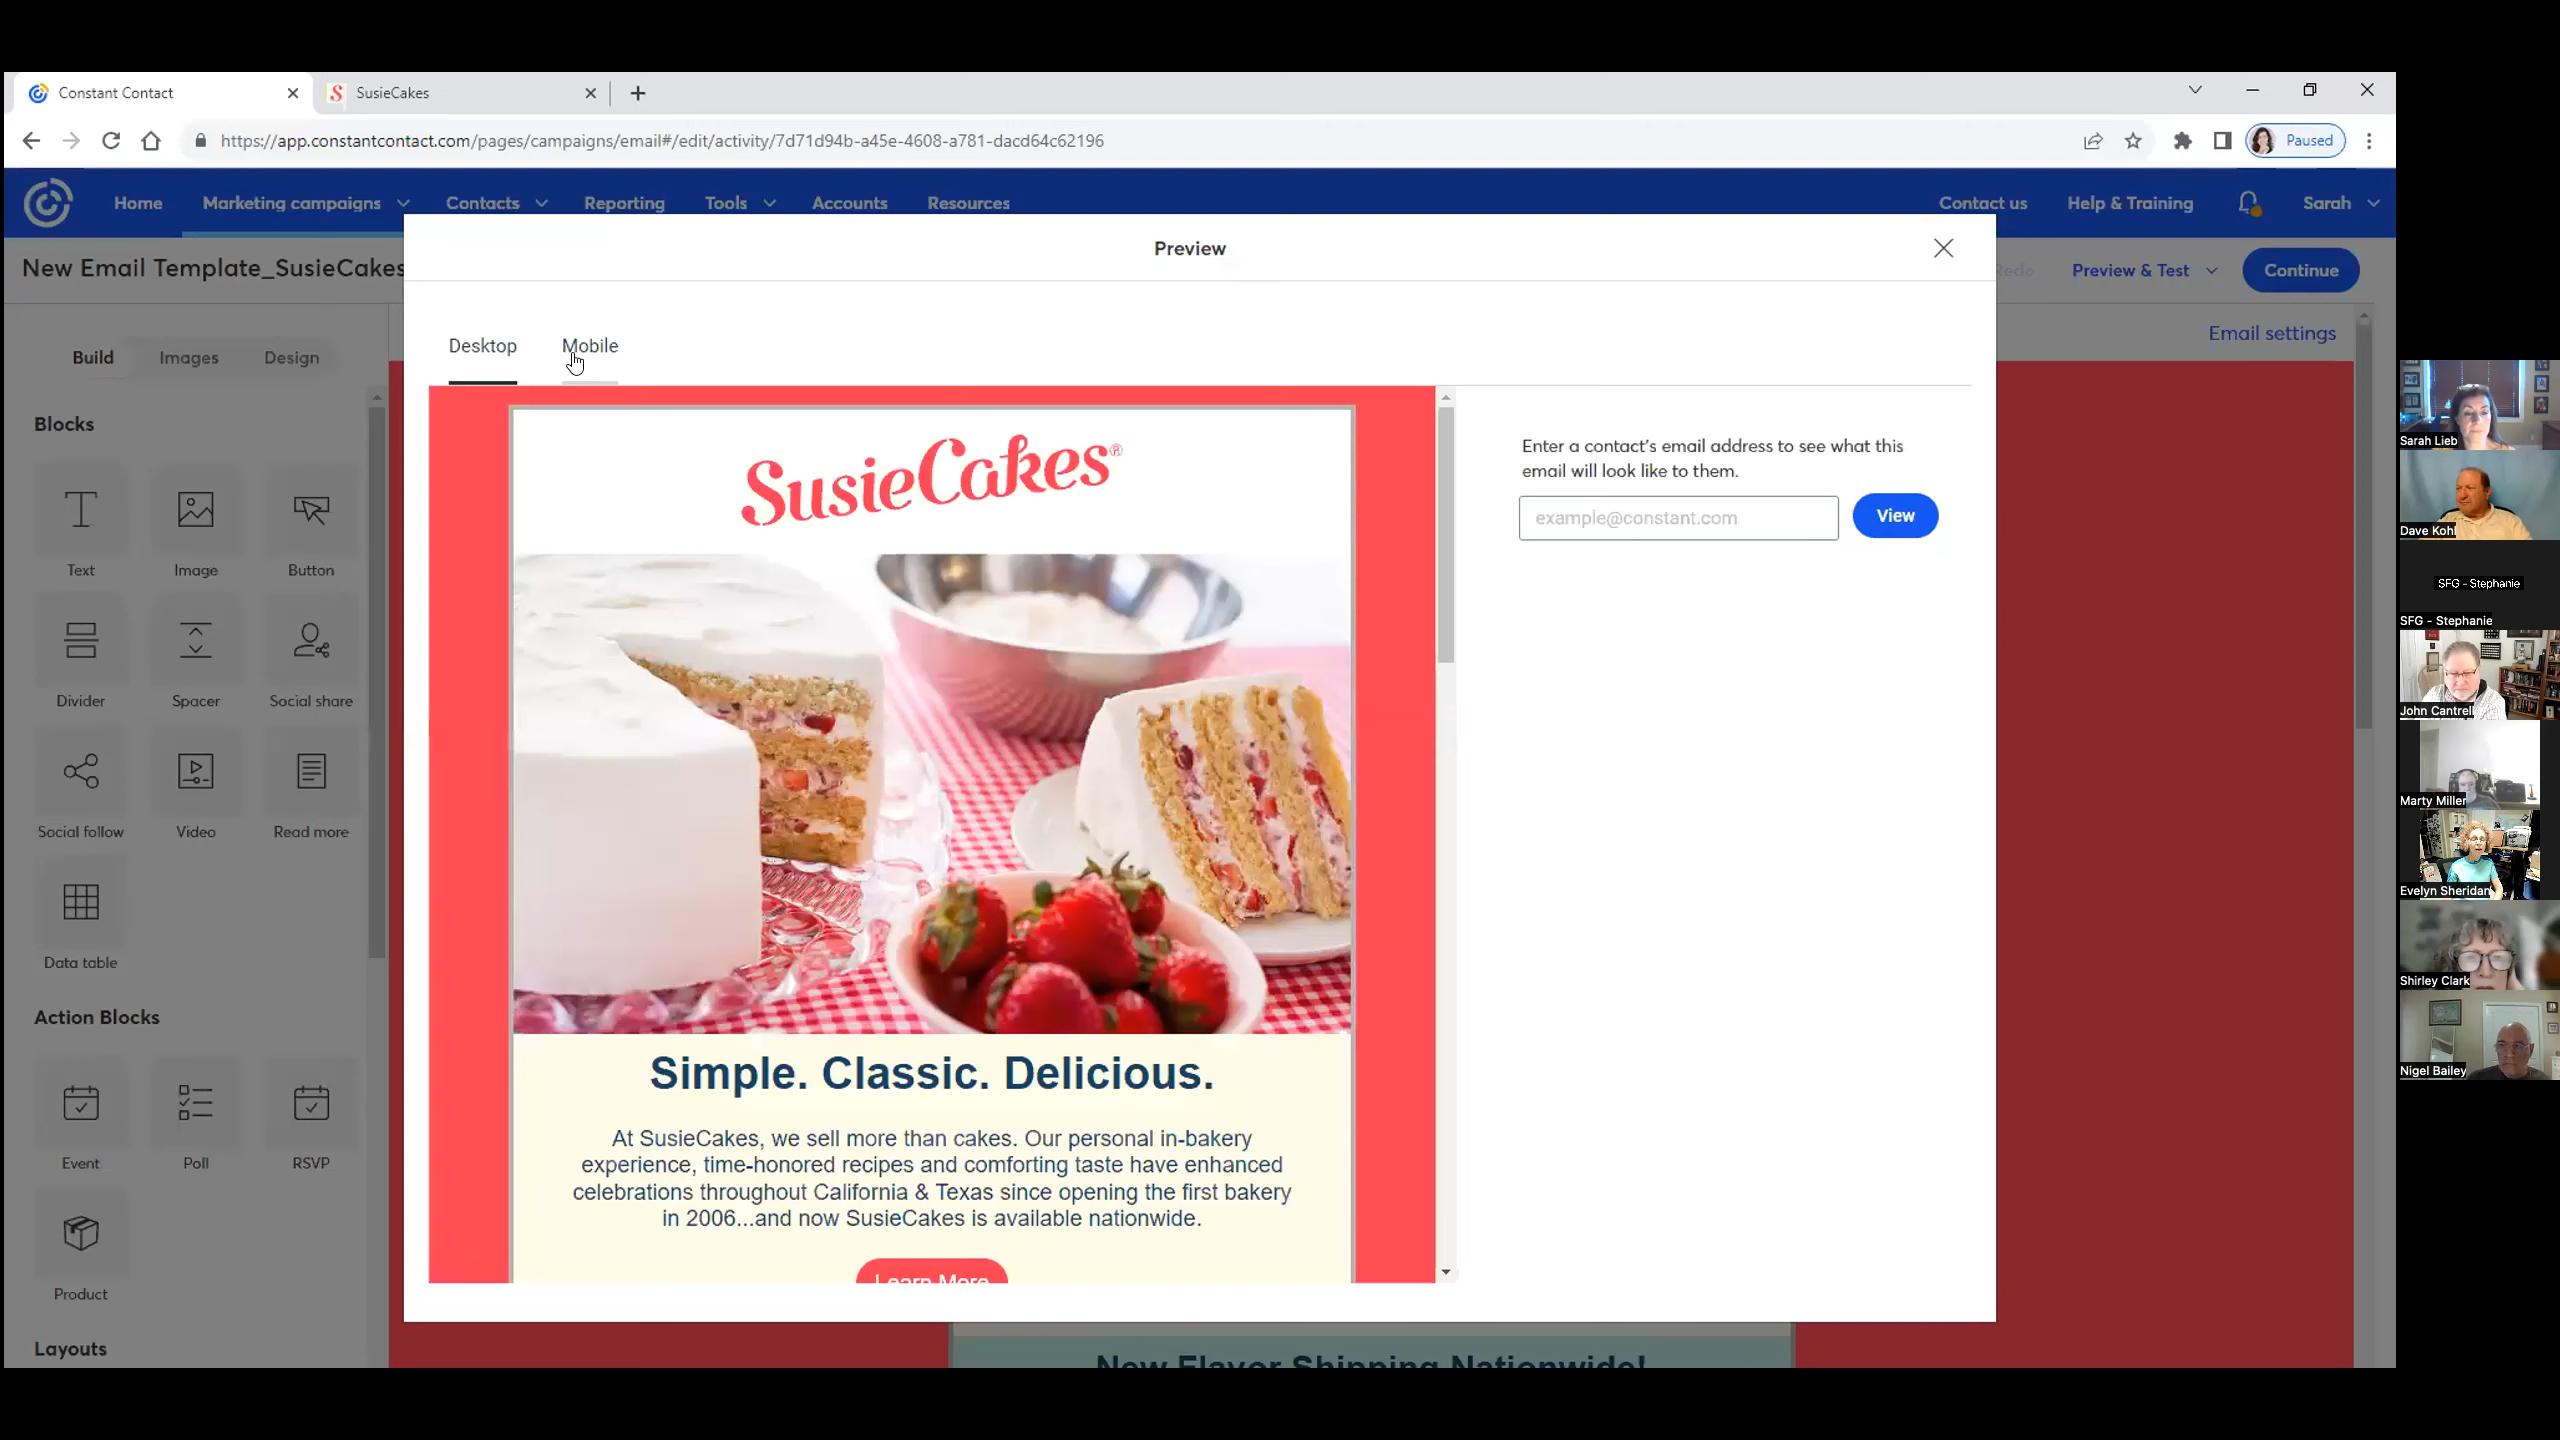 Constant Contact
SusieCakes
https://app.constantcontact.com/pages/campaigns/email#/edit/activity/7d71d94b-a45e-4608-a781-dacd64c62196
Paused
Home
Marketing campaigns
Contacts
Reporting
Tools
Accounts
Resources
Contact us
Help & Training
Sarah
New Email Template_SusieCakes
Preview
Redo
Preview & Test
Continue
Email settings
Build
Images
Design
Blocks
Text
Image
Button
Divider
Spacer
Social share
Social follow
Video
Read more
Data table
Action Blocks
Event
Poll
RSVP
Product
Layouts
Desktop
Mobile
SusieCakes®
Simple. Classic. Delicious.
At SusieCakes, we sell more than cakes. Our personal in-bakery
experience, time-honored recipes and comforting taste have enhanced
celebrations throughout California & Texas since opening the first bakery
in 2006...and now SusieCakes is available nationwide.
Learn More
Enter a contact's email address to see what this
email will look like to them.
example@constant.com
View
New Flavor Shipping Nationwide!
Sarah Lieb
Dave Kohl
SFG - Stephanie
SFG - Stephanie
John Cantrell
Marty Miller
Evelyn Sheridan
Shirley Clark
Nigel Bailey